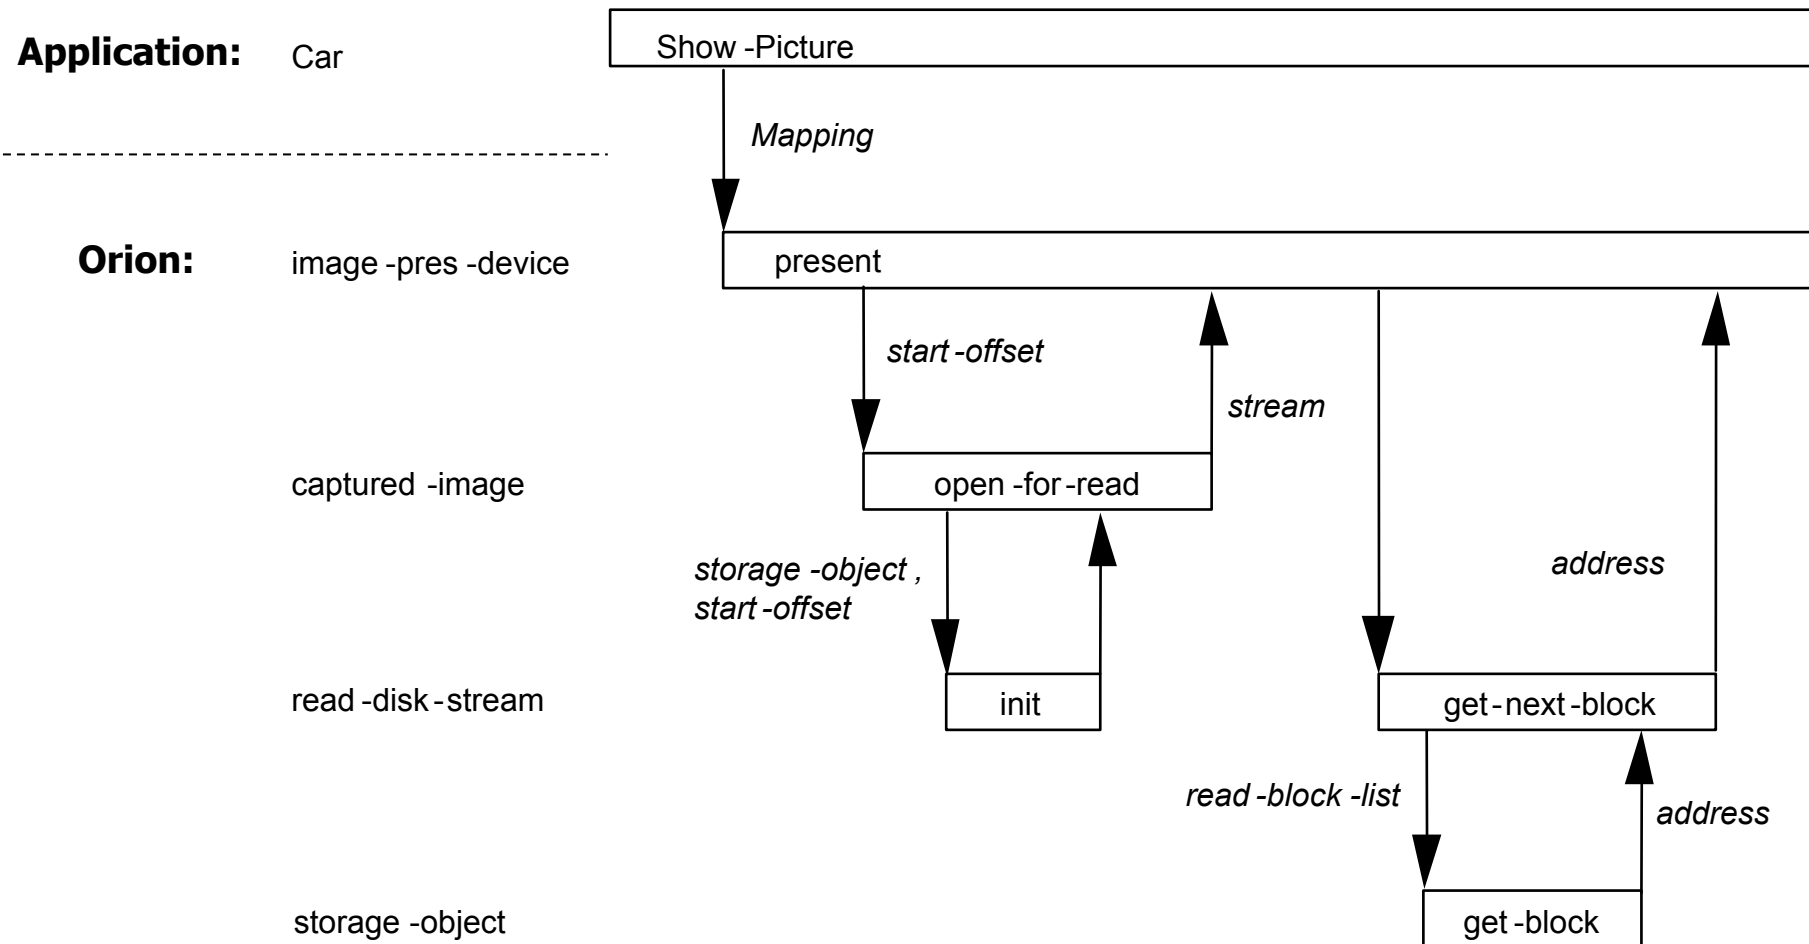 Application: Car Show-Picture
Mapping
Orion: image-pres-device present
start-offset
stream
captured-image open-for-read
storage-object,
start-offset
address
read-disk-stream init get-next-block
read-block-list
address
storage-object get-block